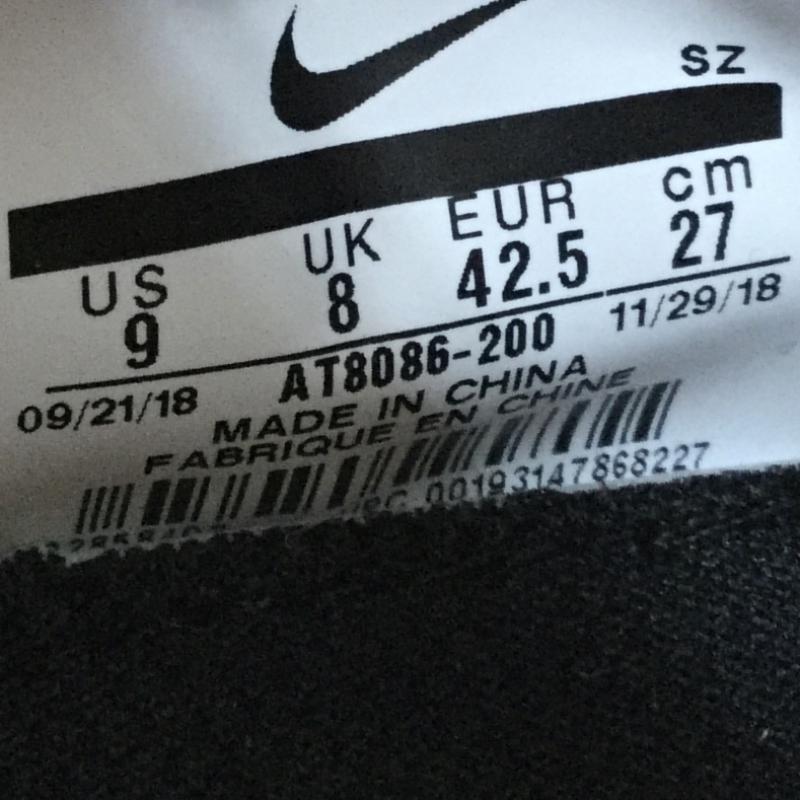 SZ
US UK EUR cm
9 8 42.5 27
09/21/18 AT8086-200 11/29/18
MADE IN CHINA
FABRIQUE EN CHINE
00193147868227